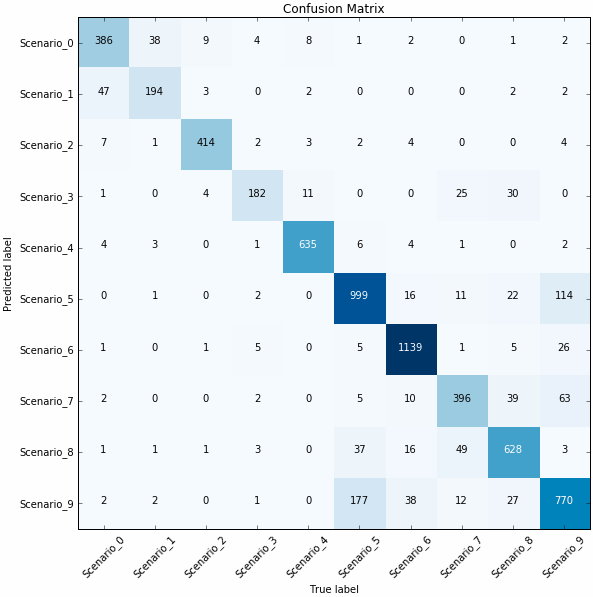 Confusion Matrix
Scenario_0 386 38 9 4 8 1 2 0 1 2
Scenario_1 47 194 3 0 2 0 0 0 2 2
Scenario_2 7 1 414 2 3 2 4 0 0 4
Scenario_3 1 0 4 182 11 0 0 25 30 0
Scenario_4 4 3 0 1 635 6 4 1 0 2
Scenario_5 0 1 0 2 0 999 16 11 22 114
Scenario_6 1 0 1 5 0 5 1139 1 5 26
Scenario_7 2 0 0 2 0 5 10 396 39 63
Scenario_8 1 1 1 3 0 37 16 49 628 3
Scenario_9 2 2 0 1 0 177 38 12 27 770
Predicted label
Scenario_0 Scenario_1 Scenario_2 Scenario_3 Scenario_4 Scenario_5 Scenario_6 Scenario_7 Scenario_8 Scenario_9
True label